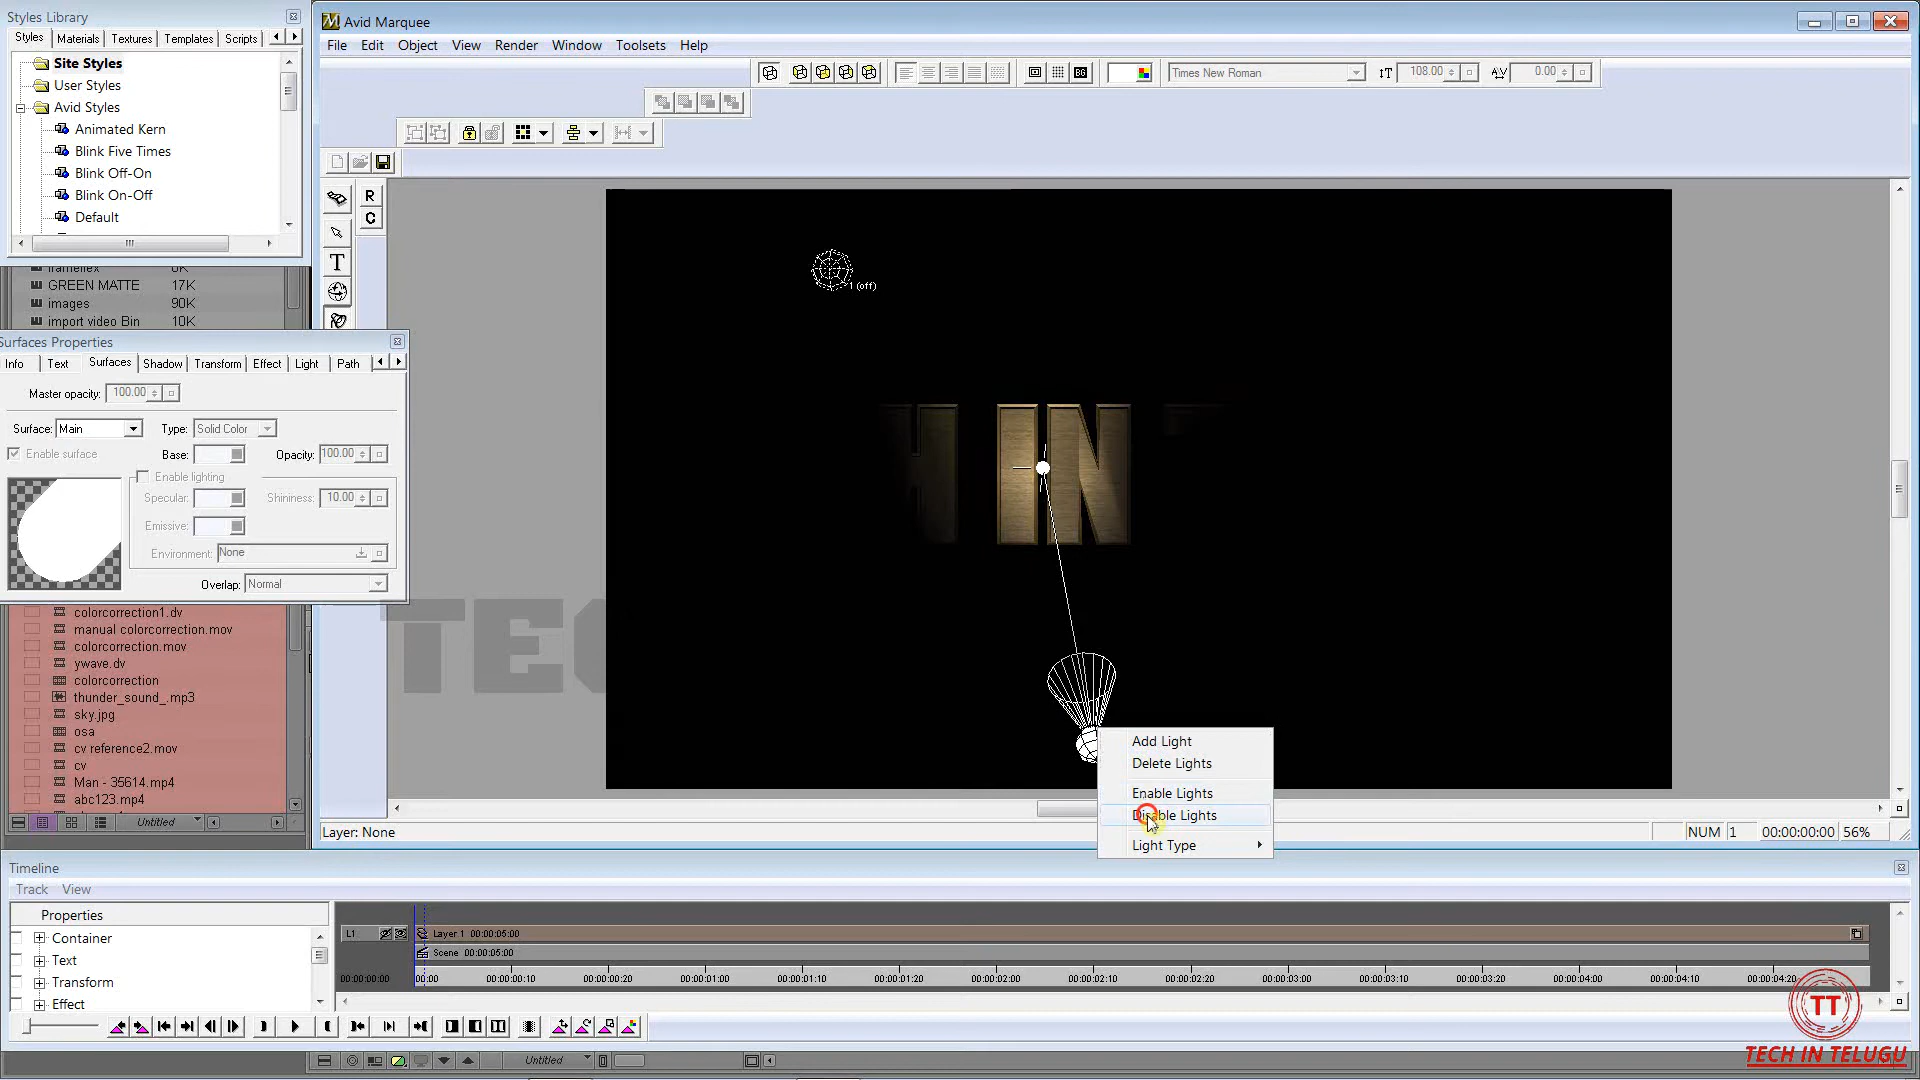 Styles Library
Styles Materials Textures Templates Scripts
Site Styles
User Styles
Avid Styles
Animated Kern
Blink Five Times
Blink Off-On
Blink On-Off
Default
frameflex 0K
GREEN MATTE 17K
images 90K
import video Bin 10K
Surfaces Properties
Info Text Surfaces Shadow Transform Effect Light Path
Master opacity: 100.00
Surface: Main Type: Solid Color
Enable surface Base: Opacity: 100.00
Enable lighting
Specular: Shininess: 10.00
Emissive:
Environment: None
Overlap: Normal
colorcorrection1.dv
manual colorcorrection.mov
colorcorrection.mov
ywave.dv
colorcorrection
thunder_sound_.mp3
sky.jpg
osa
cv reference2.mov
cv
Man - 35614.mp4
abc123.mp4
Untitled
Avid Marquee
File Edit Object View Render Window Toolsets Help
Times New Roman 108.00 0.00
R
C
T
1 (off)
H IN
TEC
Add Light
Delete Lights
Enable Lights
Disable Lights
Light Type
Layer: None NUM 1 00:00:00:00 56%
Timeline
Track View
Properties
Container
Text
Transform
Effect
L1 Layer 1 00:00:05:00
Scene 00:00:05:00
00:00:00:00 00:00 00:00:00:10 00:00:00:20 00:00:01:00 00:00:01:10 00:00:01:20 00:00:02:00 00:00:02:10 00:00:02:20 00:00:03:00 00:00:03:10 00:00:03:20 00:00:04:00 00:00:04:10 00:00:04:20
Untitled
TT
TECH IN TELUGU